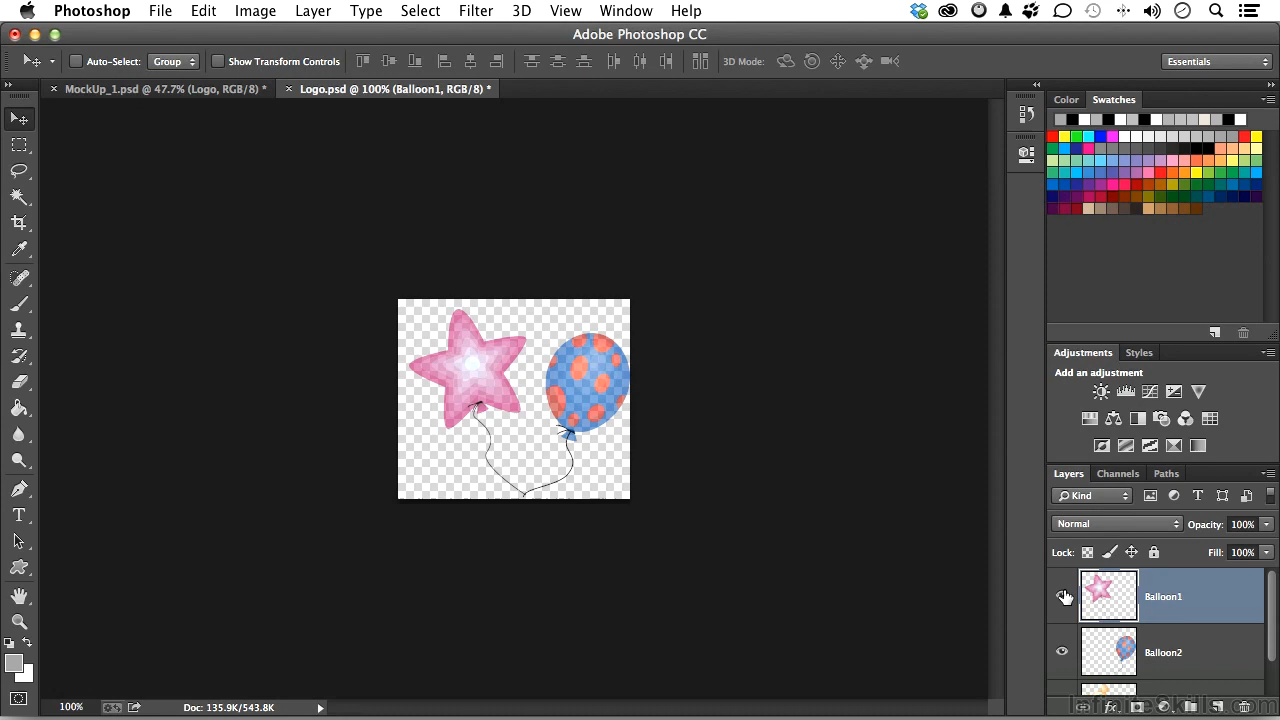 Photoshop File Edit Image Layer Type Select Filter 3D View Window Help
Adobe Photoshop CC
Auto-Select: Group Show Transform Controls 3D Mode: Essentials
MockUp_1.psd @ 47.7% (Logo, RGB/8) * Logo.psd @ 100% (Balloon1, RGB/8) *
Color Swatches
Adjustments Styles
Add an adjustment
Layers Channels Paths
Kind
Normal Opacity: 100%
Lock: Fill: 100%
Balloon1
Balloon2
100% Doc: 135.9K/543.8K
InfiniteSkills.com